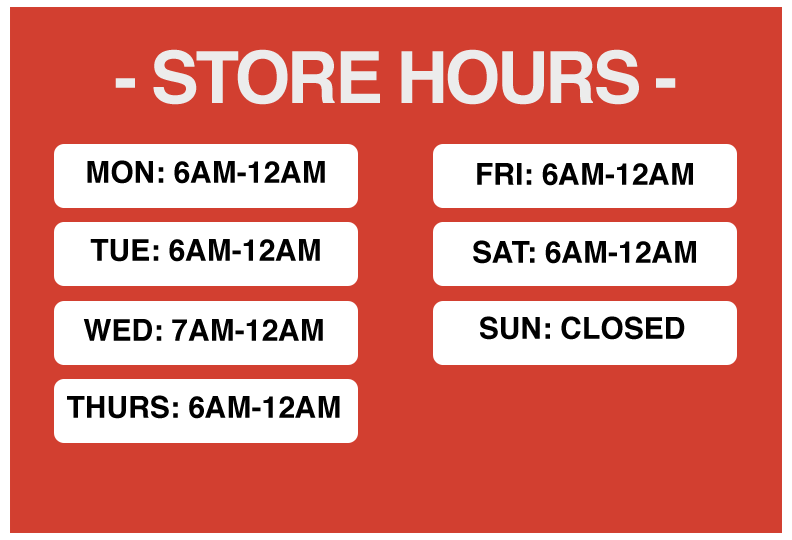 - STORE HOURS -
MON: 6AM-12AM
TUE: 6AM-12AM
WED: 7AM-12AM
THURS: 6AM-12AM
FRI: 6AM-12AM
SAT: 6AM-12AM
SUN: CLOSED